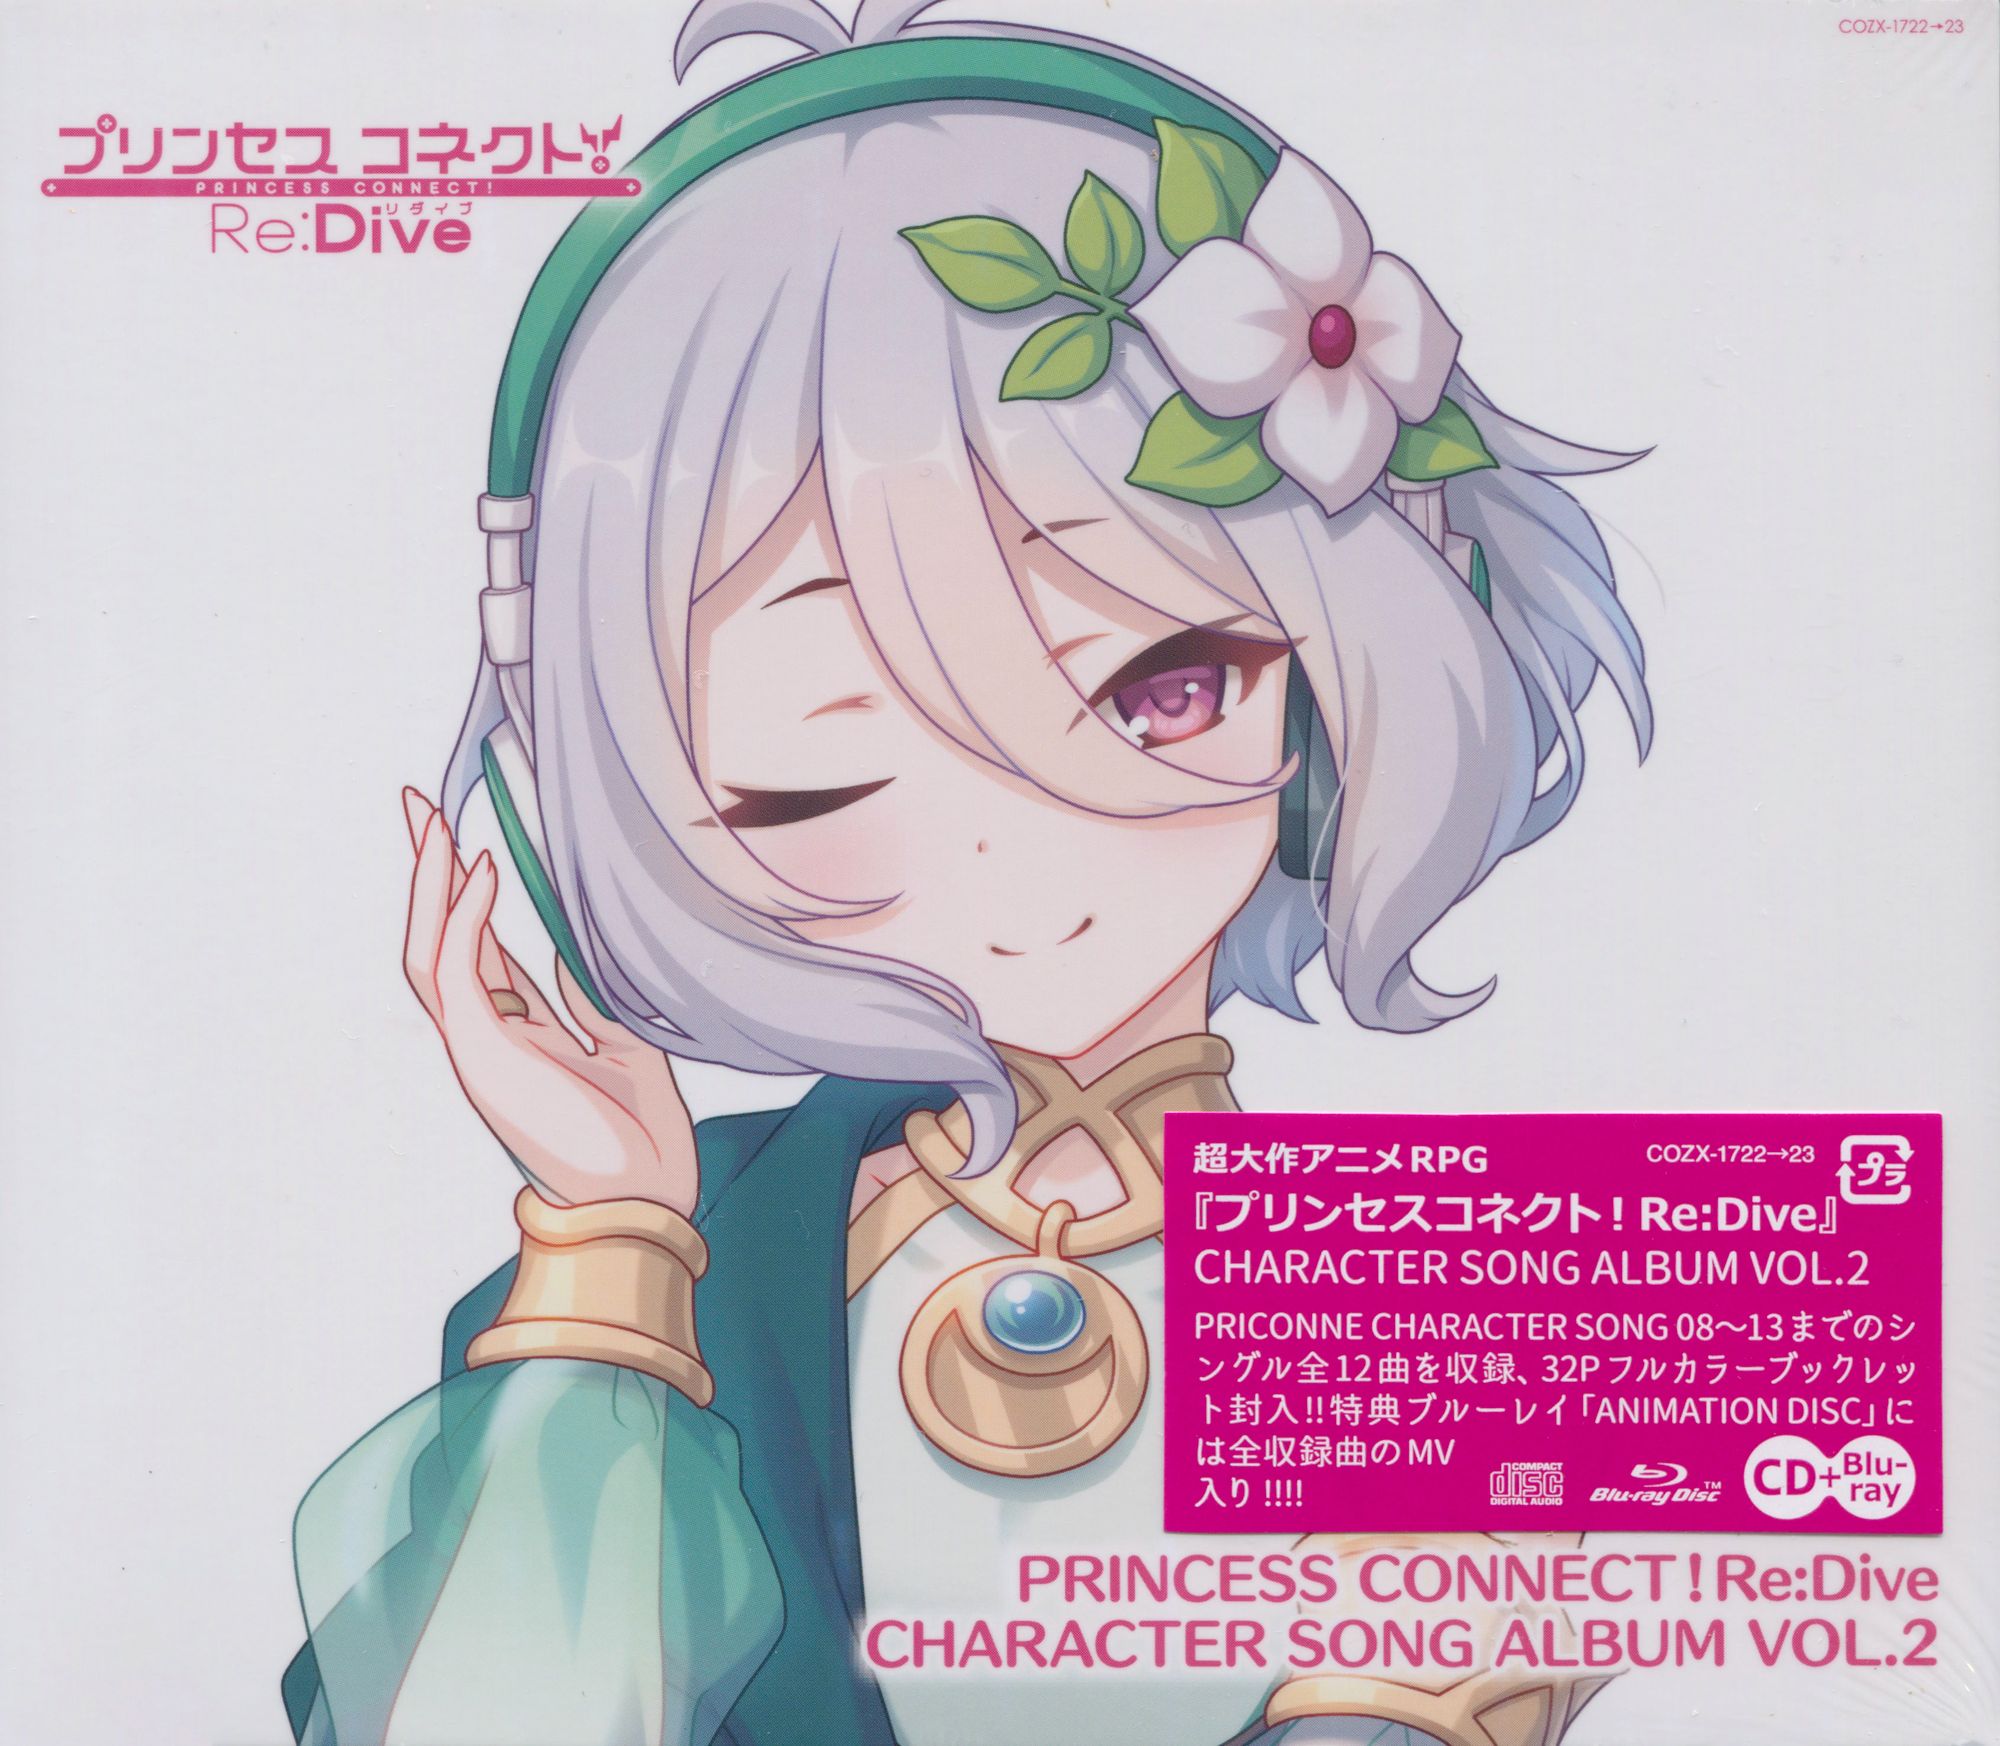 COZX-1722→23
プリンセスコネクト!
PRINCESS CONNECT!
リダイブ
Re:Dive
超大作アニメRPG
COZX-1722→23
プラ
『プリンセスコネクト！Re:Dive』
CHARACTER SONG ALBUM VOL.2
PRICONNE CHARACTER SONG 08〜13までのシ
ングル全12曲を収録、32Pフルカラーブックレッ
ト封入!!特典ブルーレイ「ANIMATION DISC」に
は全収録曲のMV
入り!!!!
COMPACT
disc
DIGITAL AUDIO
Blu-ray Disc™
CD+Blu-
ray
PRINCESS CONNECT！Re:Dive
CHARACTER SONG ALBUM VOL.2